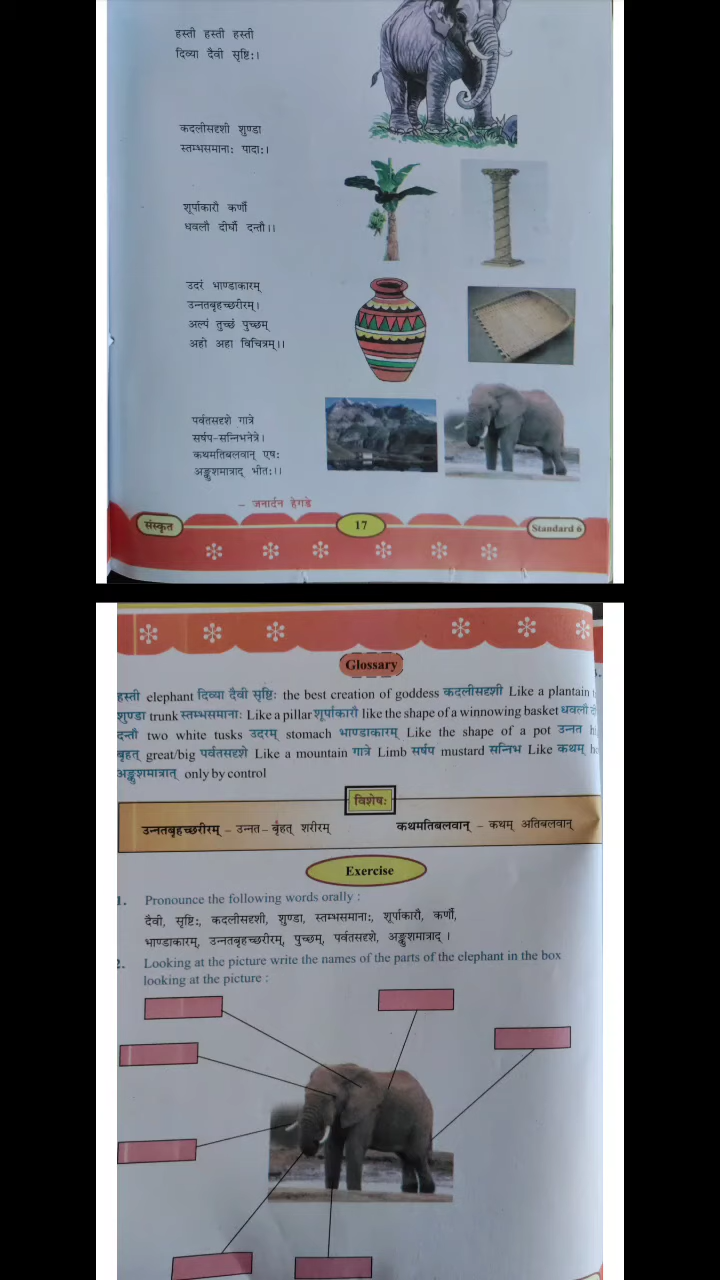 हस्ती हस्ती हस्ती
दिव्या दैवी सृष्टिः।
कदलीसदृशी शुण्डा
स्तम्भसमानाः पादाः।
शूर्पाकारौ कर्णौ
धवलौ दीर्घौ दन्तौ।।
उदरं भाण्डाकारम्
उन्नतबृहच्छरीरम्।
अल्पं तुच्छं पुच्छम्
अहो अहा विचित्रम्।।
पर्वतसदृशे गात्रे
सर्षप-सन्निभनेत्रे।
कथमतिबलवान् एषः
अङ्कुशमात्राद् भीतः।।
- जनार्दन हेगडे
संस्कृत 17 Standard 6
Glossary
हस्ती elephant दिव्या दैवी सृष्टिः the best creation of goddess कदलीसदृशी Like a plantain
शुण्डा trunk स्तम्भसमानाः Like a pillar शूर्पाकारौ like the shape of a winnowing basket धवलौ
दन्तौ two white tusks उदरम् stomach भाण्डाकारम् Like the shape of a pot उन्नत
बृहत् great/big पर्वतसदृशे Like a mountain गात्रे Limb सर्षप mustard सन्निभ Like कथम्
अङ्कुशमात्रात् only by control
विशेषः
उन्नतबृहच्छरीरम् – उन्नत – बृहत् शरीरम् कथमतिबलवान् – कथम् अतिबलवान्
Exercise
1. Pronounce the following words orally :
दैवी, सृष्टिः, कदलीसदृशी, शुण्डा, स्तम्भसमानाः, शूर्पाकारौ, कर्णौ,
भाण्डाकारम्, उन्नतबृहच्छरीरम्, पुच्छम्, पर्वतसदृशे, अङ्कुशमात्राद् ।
2. Looking at the picture write the names of the parts of the elephant in the box
looking at the picture :